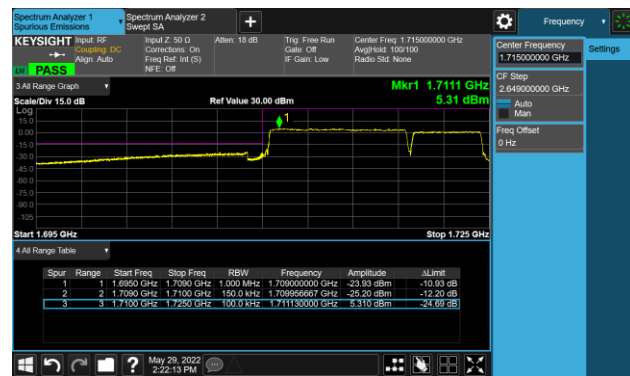 Spectrum Analyzer 1
Spurious Emissions
Spectrum Analyzer 2
Swept SA
+
Frequency
KEYSIGHT
Input: RF
Coupling: DC
Align: Auto
Input Z: 50 Ω
Corrections: On
Freq Ref: Int (S)
NFE: Off
Atten: 18 dB
Trig: Free Run
Gate: Off
IF Gain: Low
Center Freq: 1.715000000 GHz
Avg|Hold: 100/100
Radio Std: None
PASS
Center Frequency
1.715000000 GHz
Settings
CF Step
2.649000000 GHz
Auto
Man
Freq Offset
0 Hz
3 All Range Graph
Mkr1 1.7111 GHz
5.31 dBm
Scale/Div 15.0 dB
Ref Value 30.00 dBm
Log
15.0
0.00
-15.0
-30.0
-45.0
-60.0
-75.0
-90.0
-105
1
Start 1.695 GHz
Stop 1.725 GHz
4 All Range Table
Spur Range Start Freq Stop Freq RBW Frequency Amplitude ΔLimit
1 1 1.6950 GHz 1.7090 GHz 1.000 MHz 1.709000000 GHz -23.93 dBm -10.93 dB
2 2 1.7090 GHz 1.7100 GHz 150.0 kHz 1.709956667 GHz -25.20 dBm -12.20 dB
3 3 1.7100 GHz 1.7250 GHz 100.0 kHz 1.711130000 GHz 5.310 dBm -24.69 dB
?
May 29, 2022
2:22:13 PM